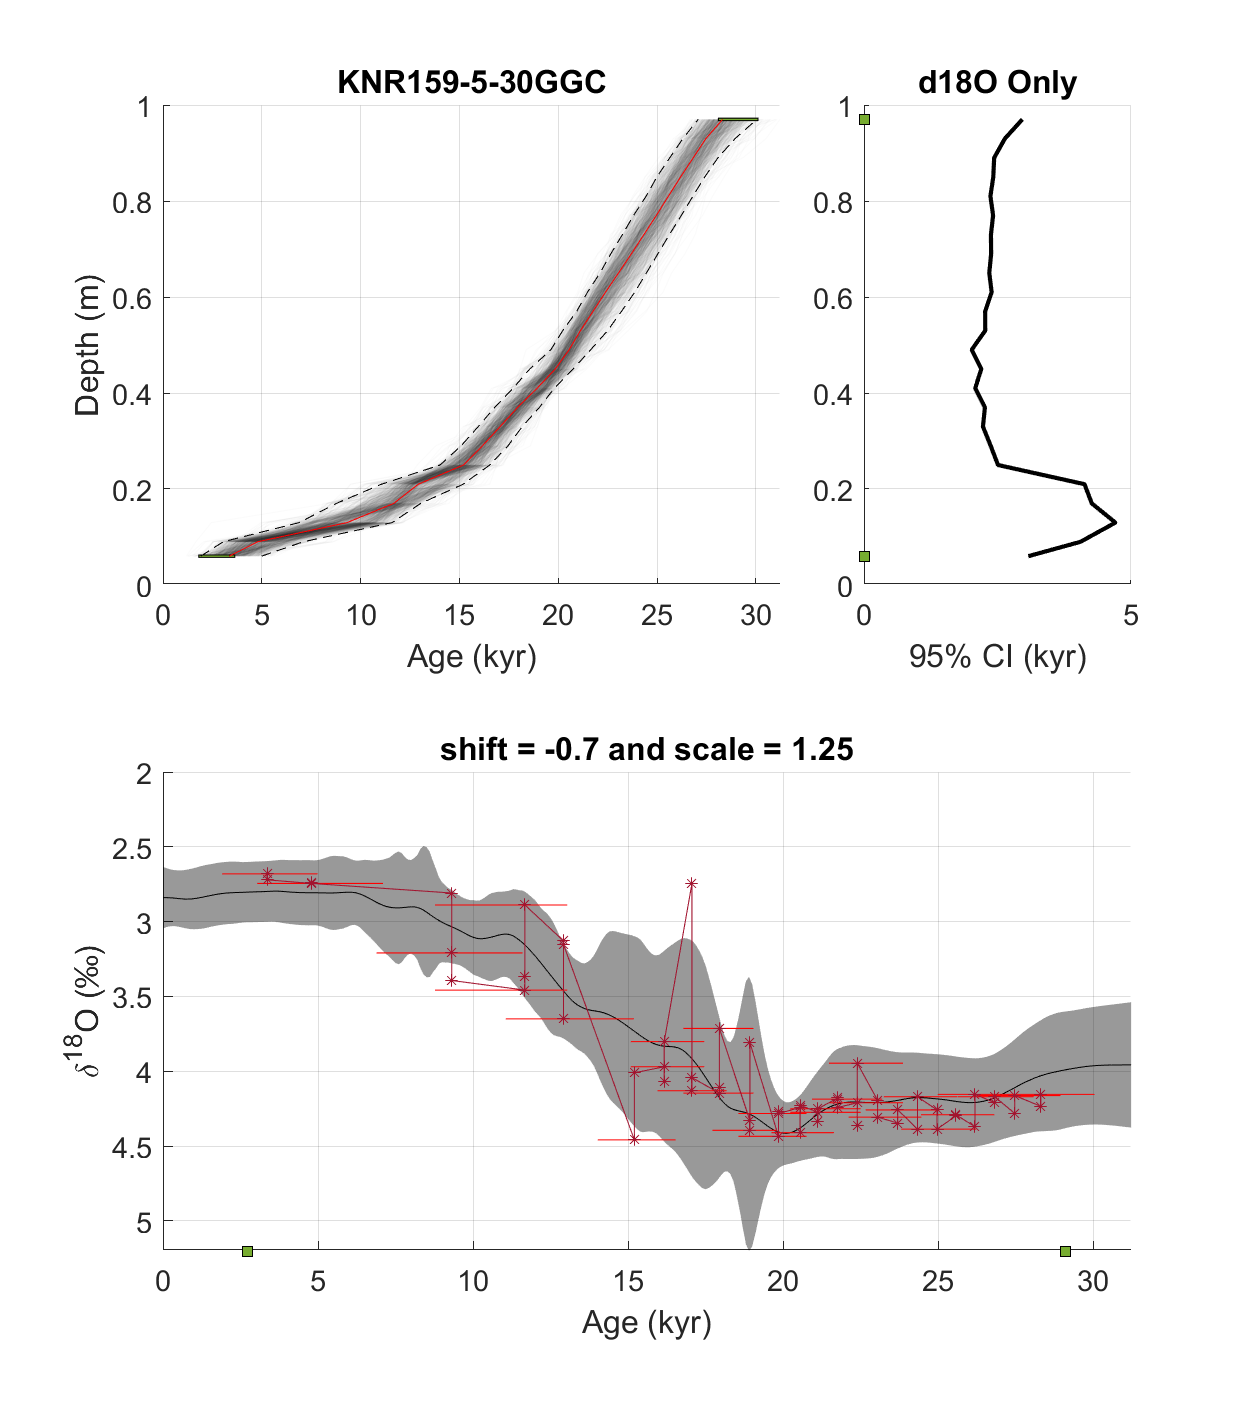 KNR159-5-30GGC
1
0.8
0.6
0.4
0.2
0
Depth (m)
0 5 10 15 20 25 30
Age (kyr)
d18O Only
1
0.8
0.6
0.4
0.2
0
0 5
95% CI (kyr)
shift = -0.7 and scale = 1.25
2
2.5
3
3.5
4
4.5
5
δ18O (‰)
0 5 10 15 20 25 30
Age (kyr)